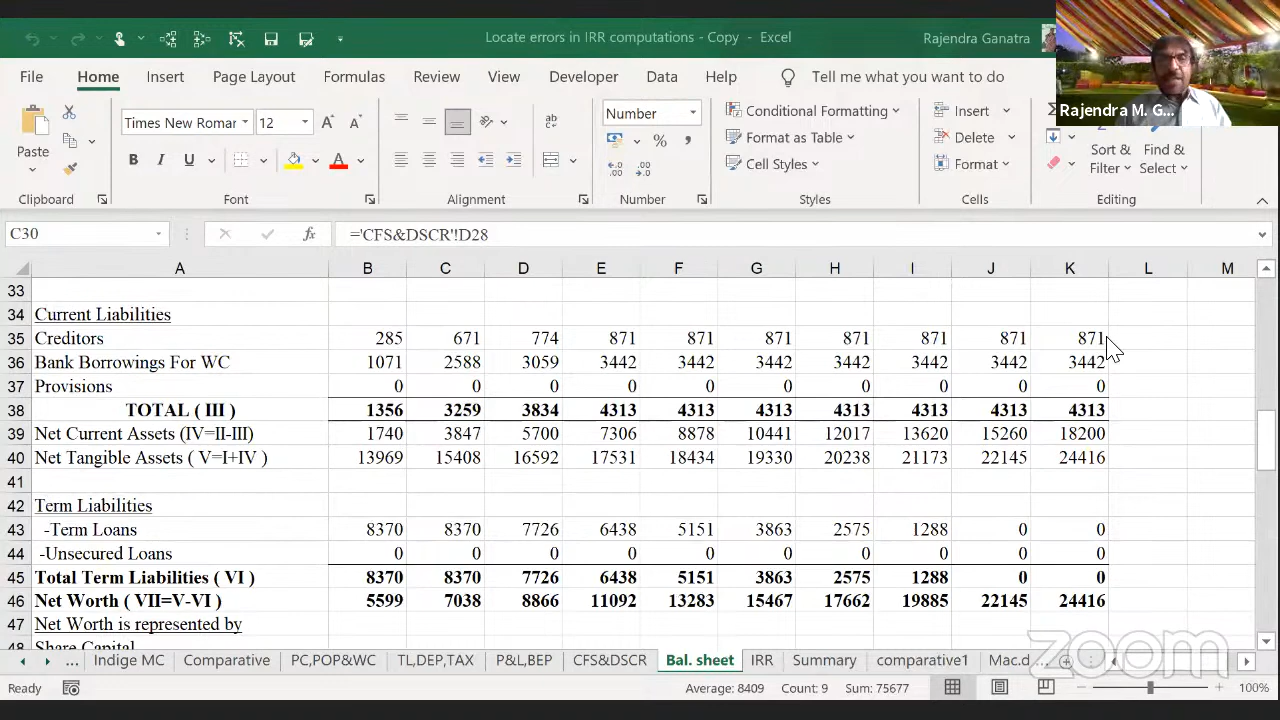 Locate errors in IRR computations - Copy - Excel
Rajendra Ganatra
File Home Insert Page Layout Formulas Data Review View Developer Help Tell me what you want to do
Rajendra M. G...
Times New Romar 12
Number
Conditional Formatting
Insert
Paste
Format as Table
Delete
Sort & Filter
Find & Select
Cell Styles
Format
Clipboard Font Alignment Number Styles Cells Editing
C30 fx ='CFS&DSCR'!D28
A B C D E F G H I J K L M
33
34 Current Liabilities
35 Creditors 285 671 774 871 871 871 871 871 871 871
36 Bank Borrowings For WC 1071 2588 3059 3442 3442 3442 3442 3442 3442 3442
37 Provisions 0 0 0 0 0 0 0 0 0 0
38 TOTAL ( III ) 1356 3259 3834 4313 4313 4313 4313 4313 4313 4313
39 Net Current Assets (IV=II-III) 1740 3847 5700 7306 8878 10441 12017 13620 15260 18200
40 Net Tangible Assets ( V=I+IV ) 13969 15408 16592 17531 18434 19330 20238 21173 22145 24416
41
42 Term Liabilities
43 -Term Loans 8370 8370 7726 6438 5151 3863 2575 1288 0 0
44 -Unsecured Loans 0 0 0 0 0 0 0 0 0 0
45 Total Term Liabilities ( VI ) 8370 8370 7726 6438 5151 3863 2575 1288 0 0
46 Net Worth ( VII=V-VI ) 5599 7038 8866 11092 13283 15467 17662 19885 22145 24416
47 Net Worth is represented by
48 Share Capital
... Indige MC Comparative PC,POP&WC TL,DEP,TAX P&L,BEP CFS&DSCR Bal. sheet IRR Summary comparative1 Mac.d ...
zoom
Ready Average: 8409 Count: 9 Sum: 75677 100%